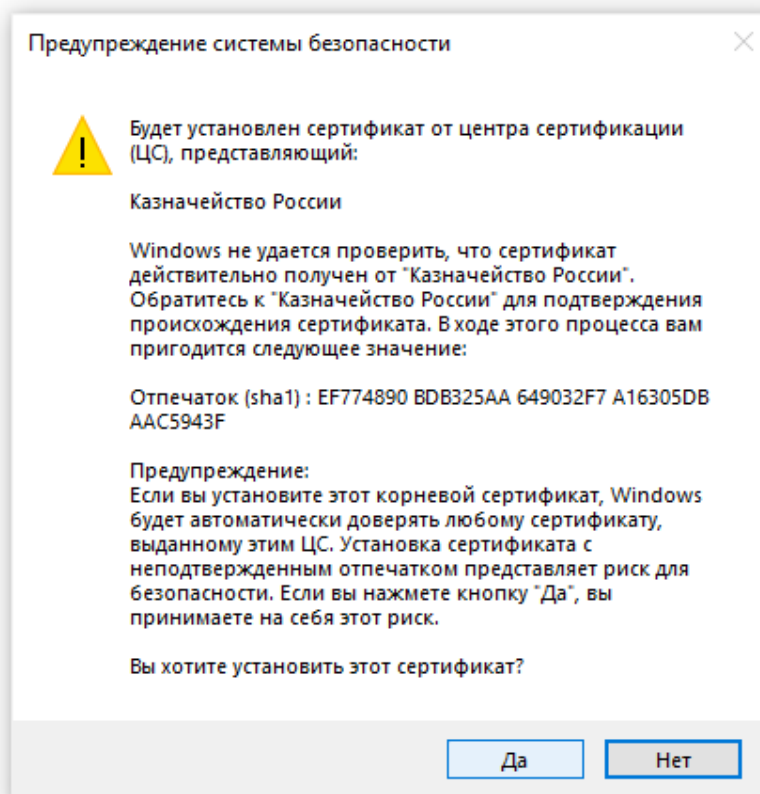 Предупреждение системы безопасности
Будет установлен сертификат от центра сертификации
(ЦС), представляющий:
Казначейство России
Windows не удается проверить, что сертификат
действительно получен от "Казначейство России".
Обратитесь к "Казначейство России" для подтверждения
происхождения сертификата. В ходе этого процесса вам
пригодится следующее значение:
Отпечаток (sha1) : EF774890 BDB325AA 649032F7 A16305DB
AAC5943F
Предупреждение:
Если вы установите этот корневой сертификат, Windows
будет автоматически доверять любому сертификату,
выданному этим ЦС. Установка сертификата с
неподтвержденным отпечатком представляет риск для
безопасности. Если вы нажмете кнопку "Да", вы
принимаете на себя этот риск.
Вы хотите установить этот сертификат?
Да
Нет